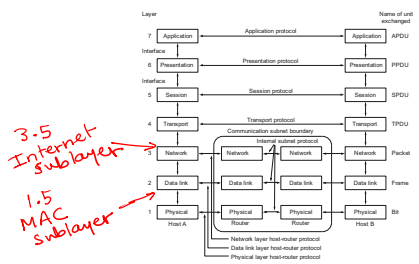 Layer
Name of unit
exchanged
Application protocol
7 Application Application APDU
Interface
Presentation protocol
6 Presentation Presentation PPDU
Interface
Session protocol
5 Session Session SPDU
Transport protocol
4 Transport Transport TPDU
Communication subnet boundary
Internal subnet protocol
3.5
Internet
sublayer
3 Network Network Network Network Packet
2 Data link Data link Data link Data link Frame
1.5
MAC
sublayer
1 Physical Physical Physical Physical Bit
Host A Router Router Host B
Network layer host-router protocol
Data link layer host-router protocol
Physical layer host-router protocol